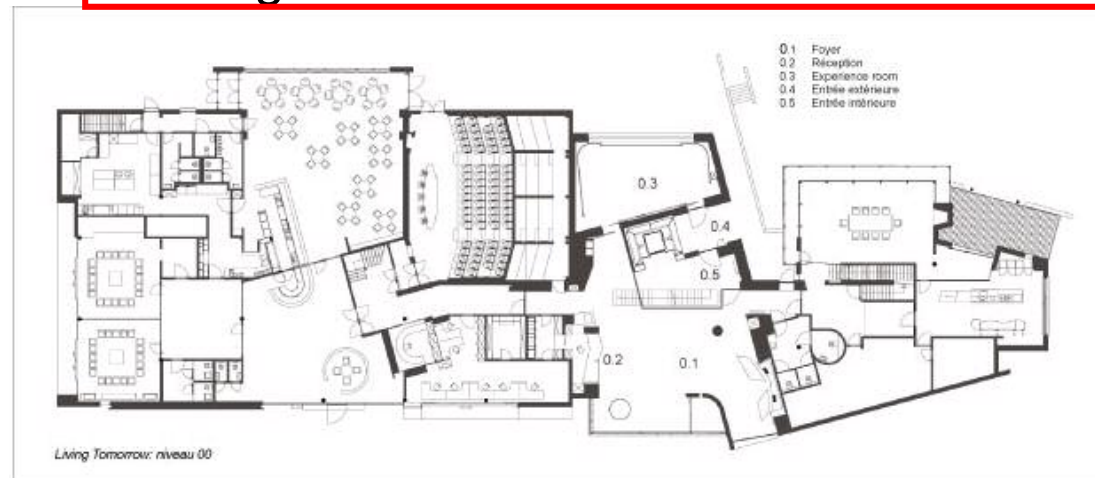 0.1 Foyer
0.2 Réception
0.3 Experience room
0.4 Entrée extérieure
0.5 Entrée intérieure
0.3
0.4
0.5
0.2
0.1
Living Tomorrow: niveau 00